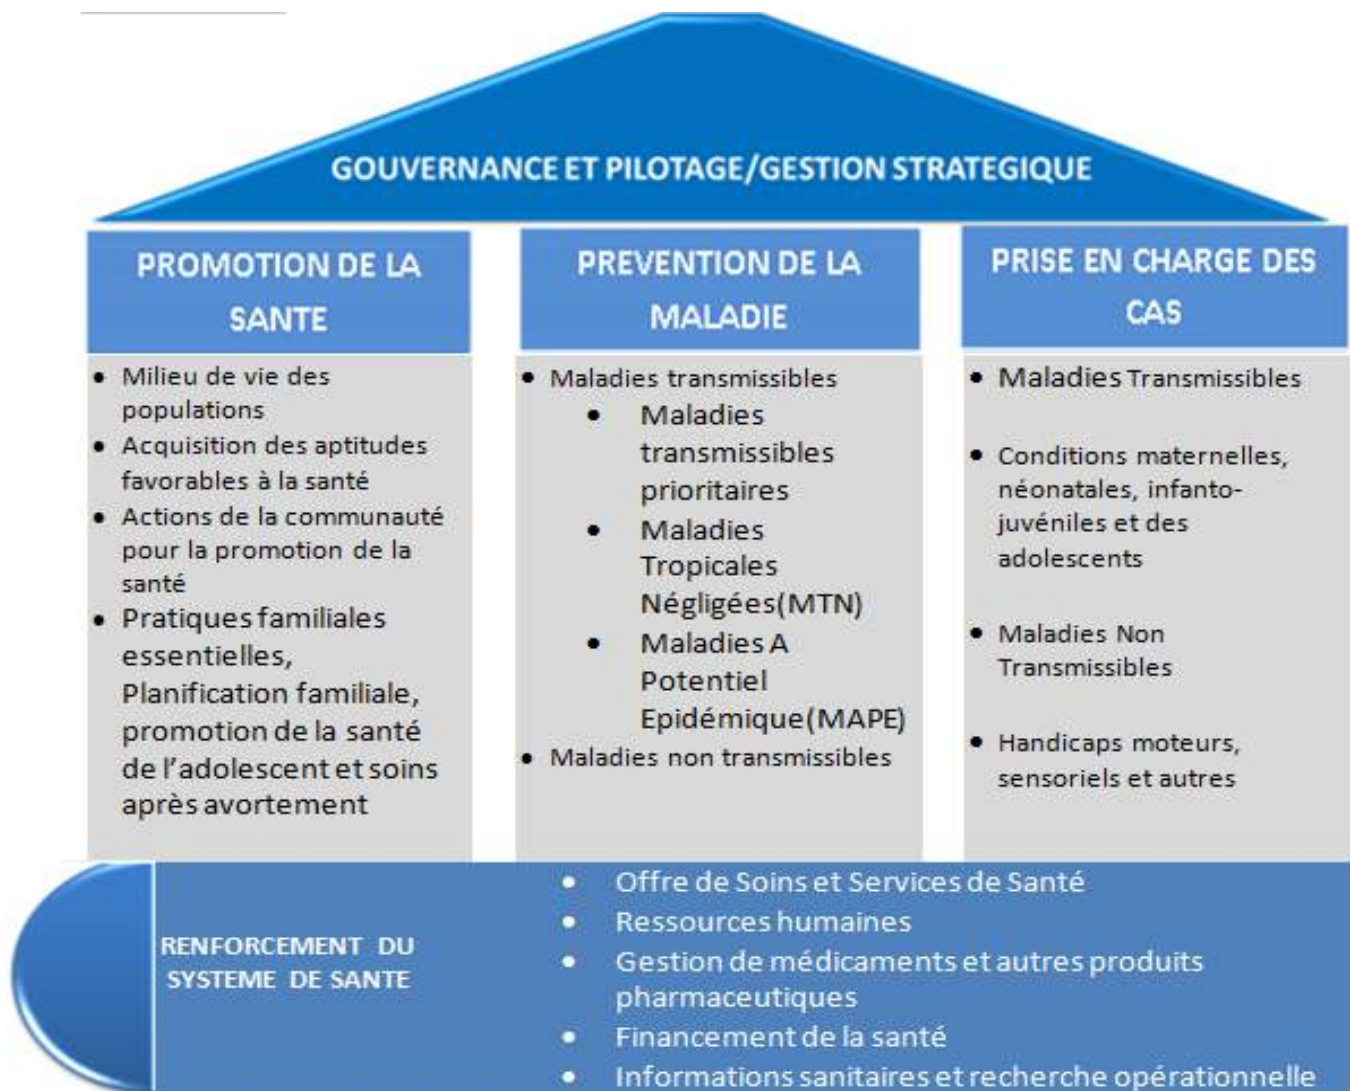 GOUVERNANCE ET PILOTAGE/GESTION STRATEGIQUE
PROMOTION DE LA
SANTE
• Milieu de vie des
populations
• Acquisition des aptitudes
favorables à la santé
• Actions de la communauté
pour la promotion de la
santé
• Pratiques familiales
essentielles,
Planification familiale,
promotion de la santé
de l'adolescent et soins
après avortement
PREVENTION DE LA
MALADIE
• Maladies transmissibles
• Maladies
transmissibles
prioritaires
• Maladies
Tropicales
Négligées(MTN)
• Maladies A
Potentiel
Epidémique(MAPE)
• Maladies non transmissibles
PRISE EN CHARGE DES
CAS
• Maladies Transmissibles
• Conditions maternelles,
néonatales, infanto-
juvéniles et des
adolescents
• Maladies Non
Transmissibles
• Handicaps moteurs,
sensoriels et autres
RENFORCEMENT DU
SYSTEME DE SANTE
• Offre de Soins et Services de Santé
• Ressources humaines
• Gestion de médicaments et autres produits
pharmaceutiques
• Financement de la santé
• Informations sanitaires et recherche opérationnelle